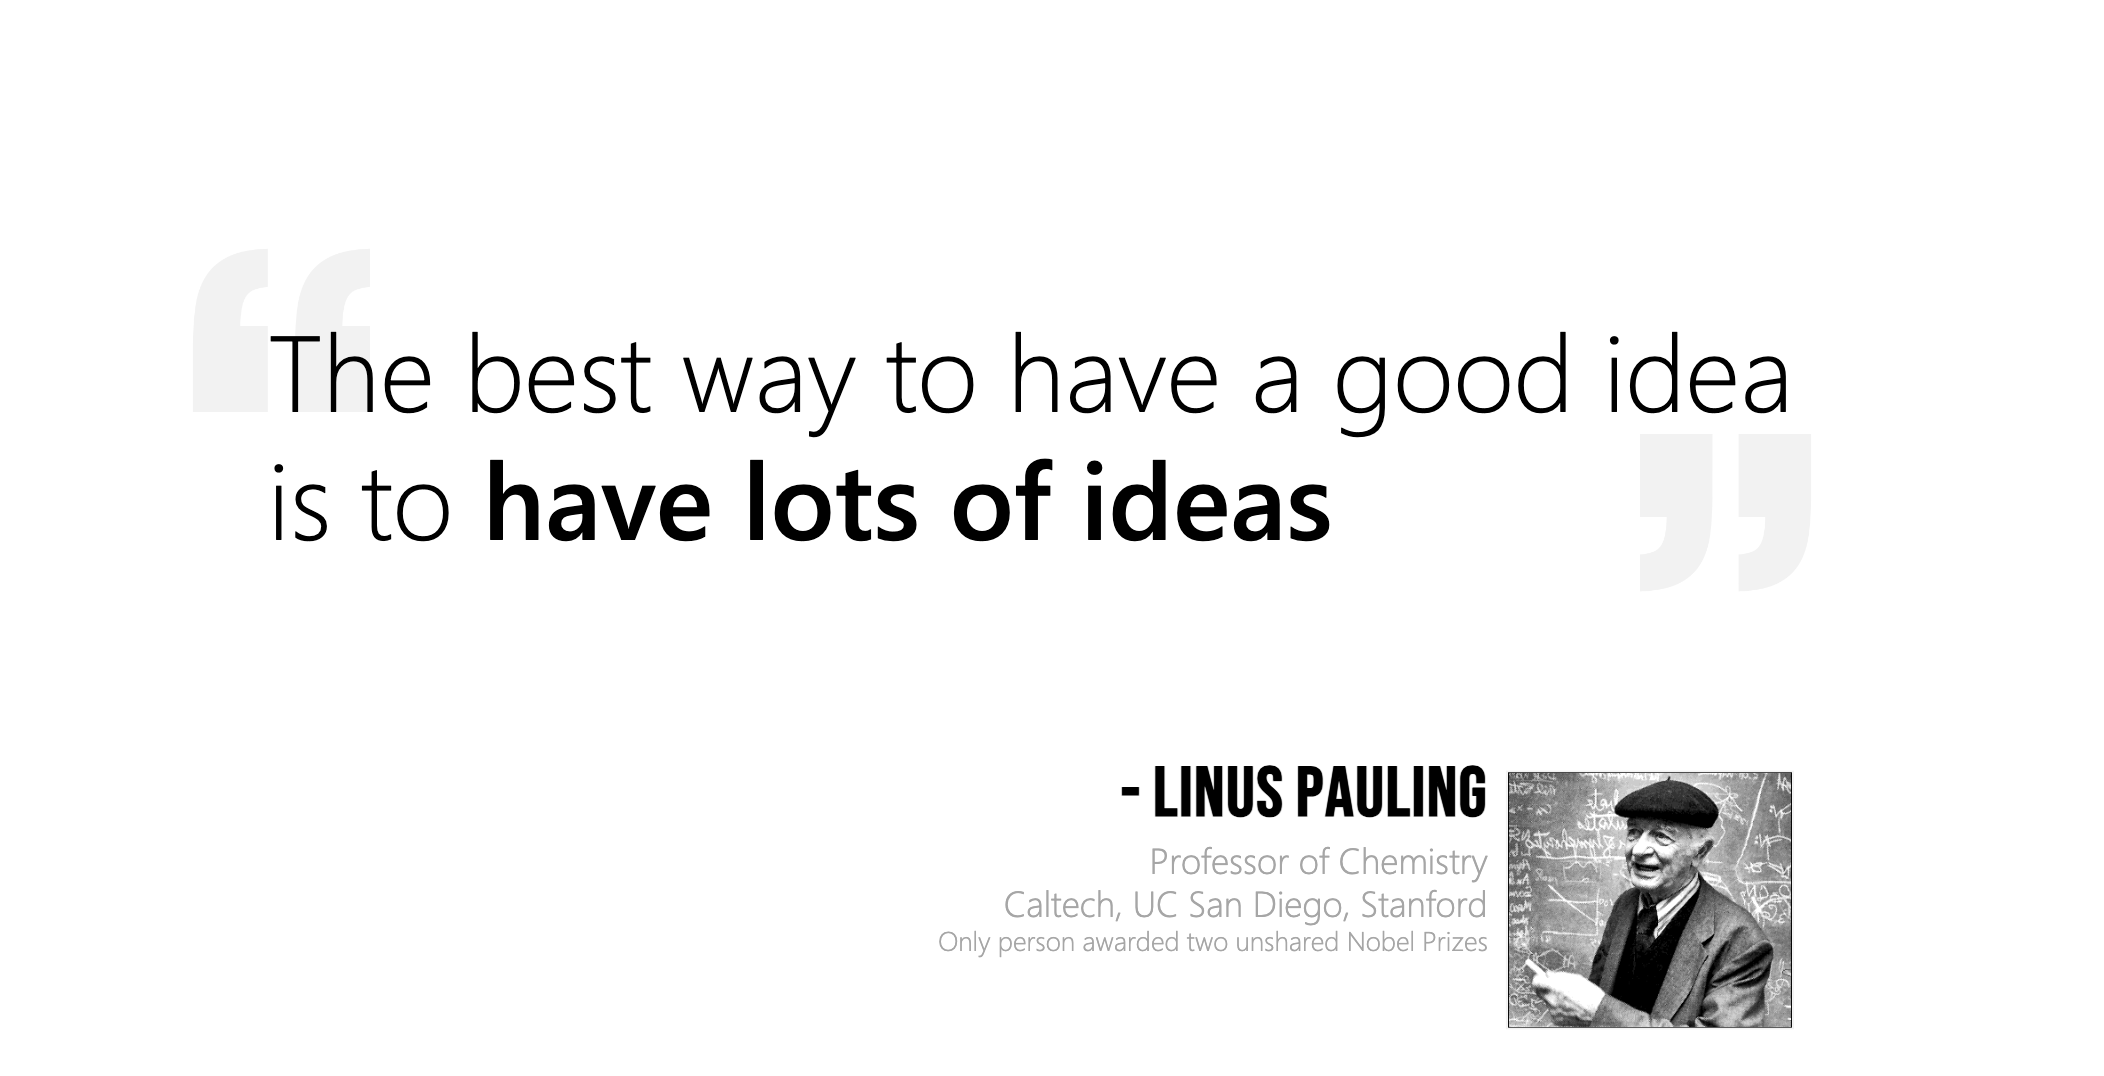 The best way to have a good idea
is to have lots of ideas
- LINUS PAULING
Professor of Chemistry
Caltech, UC San Diego, Stanford
Only person awarded two unshared Nobel Prizes